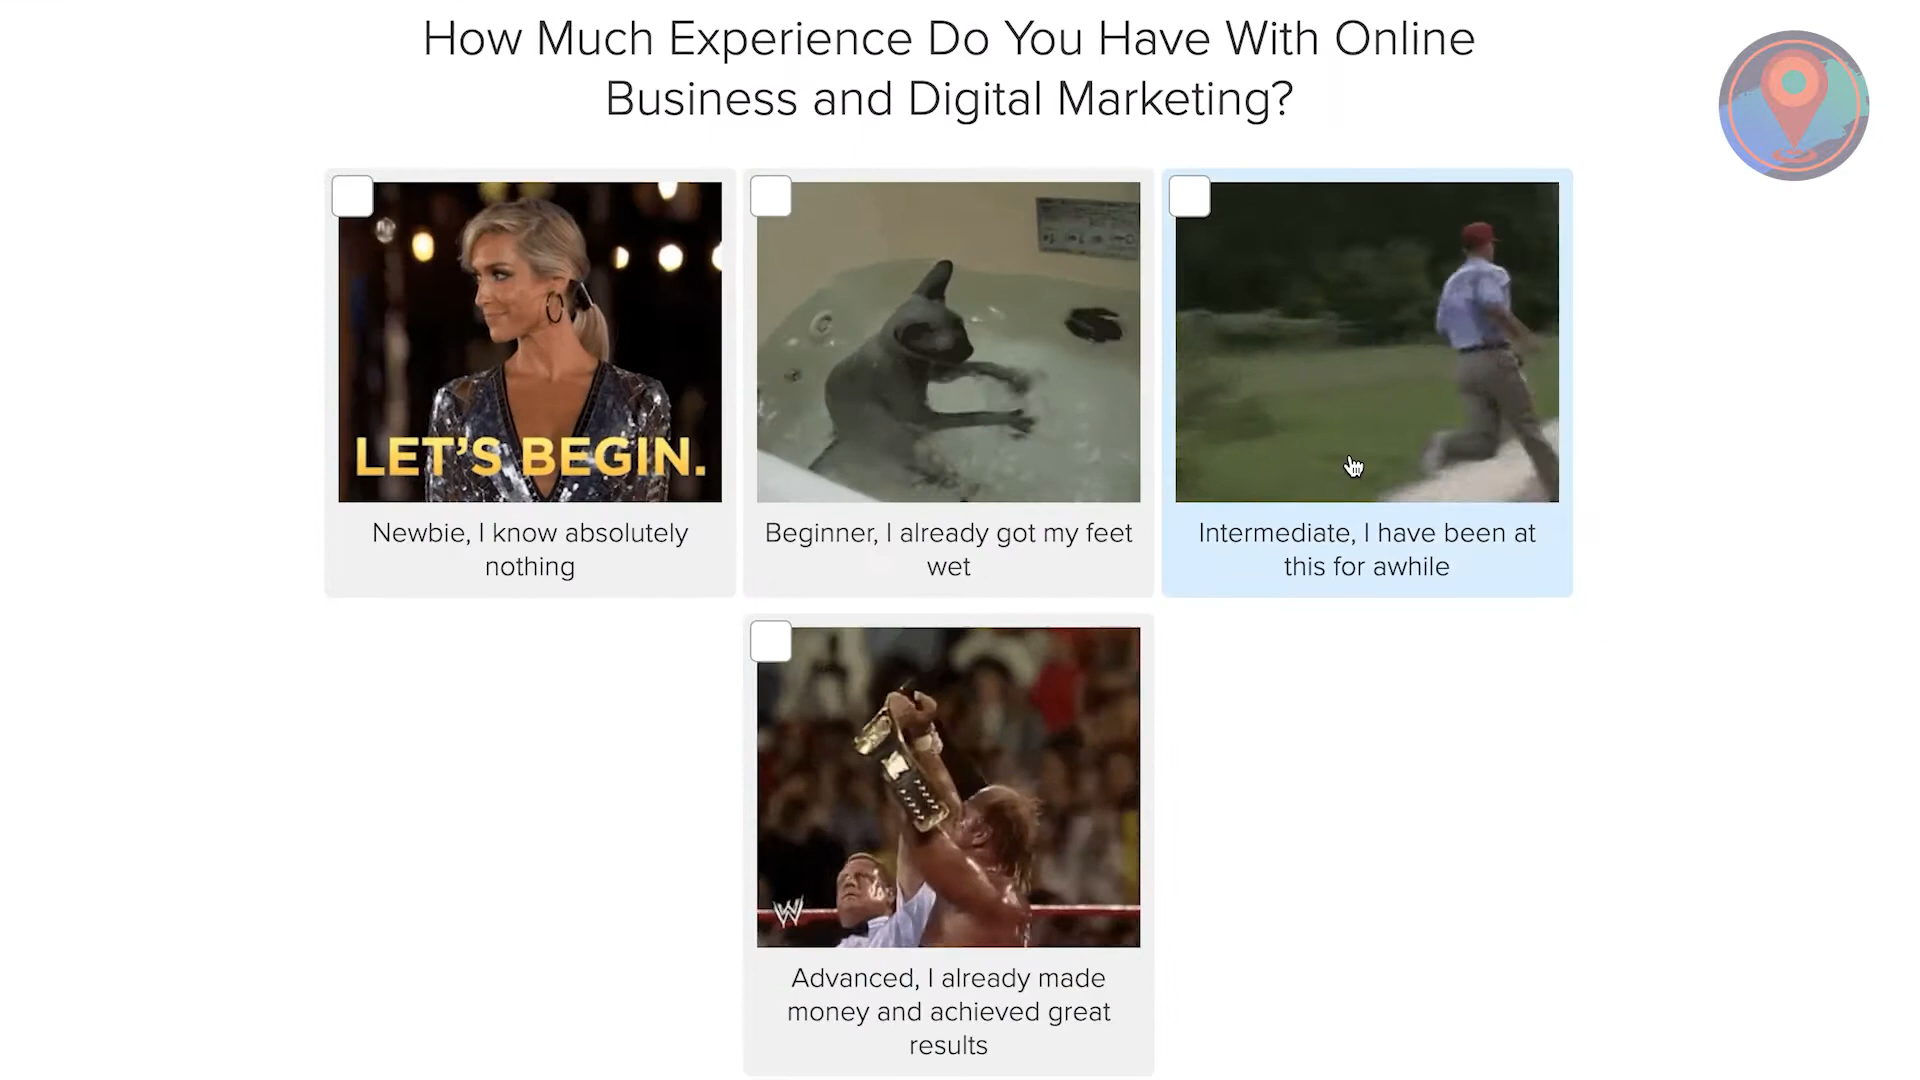 How Much Experience Do You Have With Online
Business and Digital Marketing?
LET'S BEGIN.
Newbie, I know absolutely
nothing
Beginner, I already got my feet
wet
Intermediate, I have been at
this for awhile
W
Advanced, I already made
money and achieved great
results